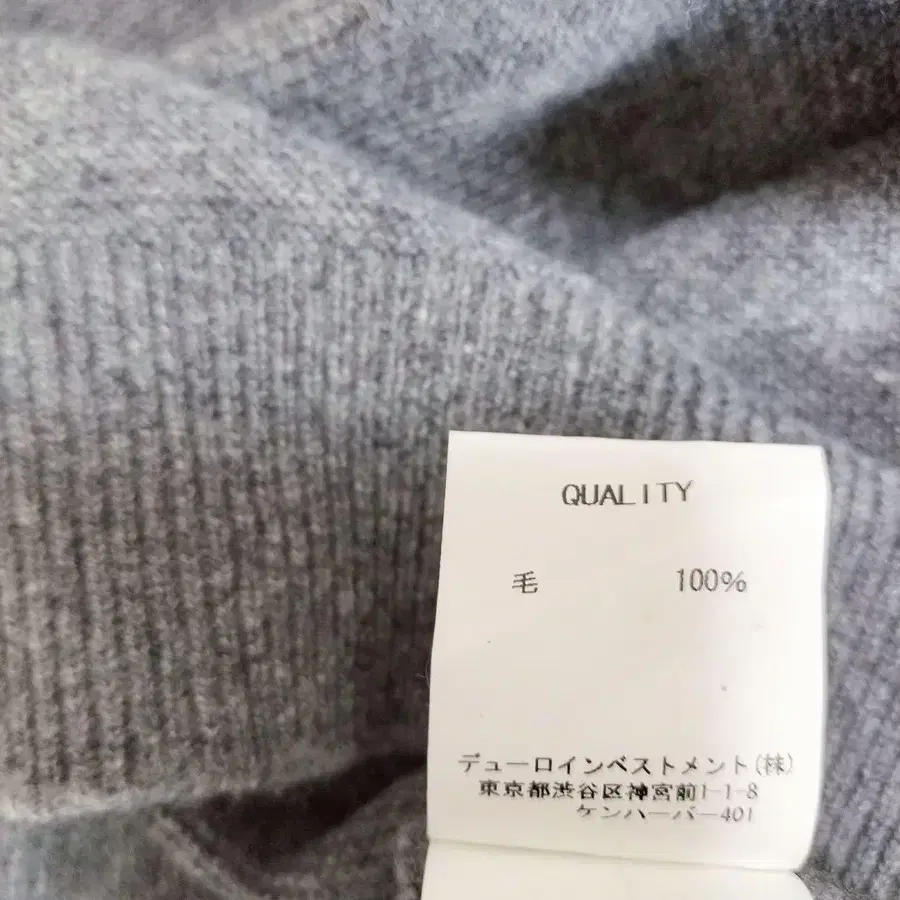 QUALITY
毛 100%
デューロインベストメント(株)
東京都渋谷区神宮前1-1-8
ケンハーバー401